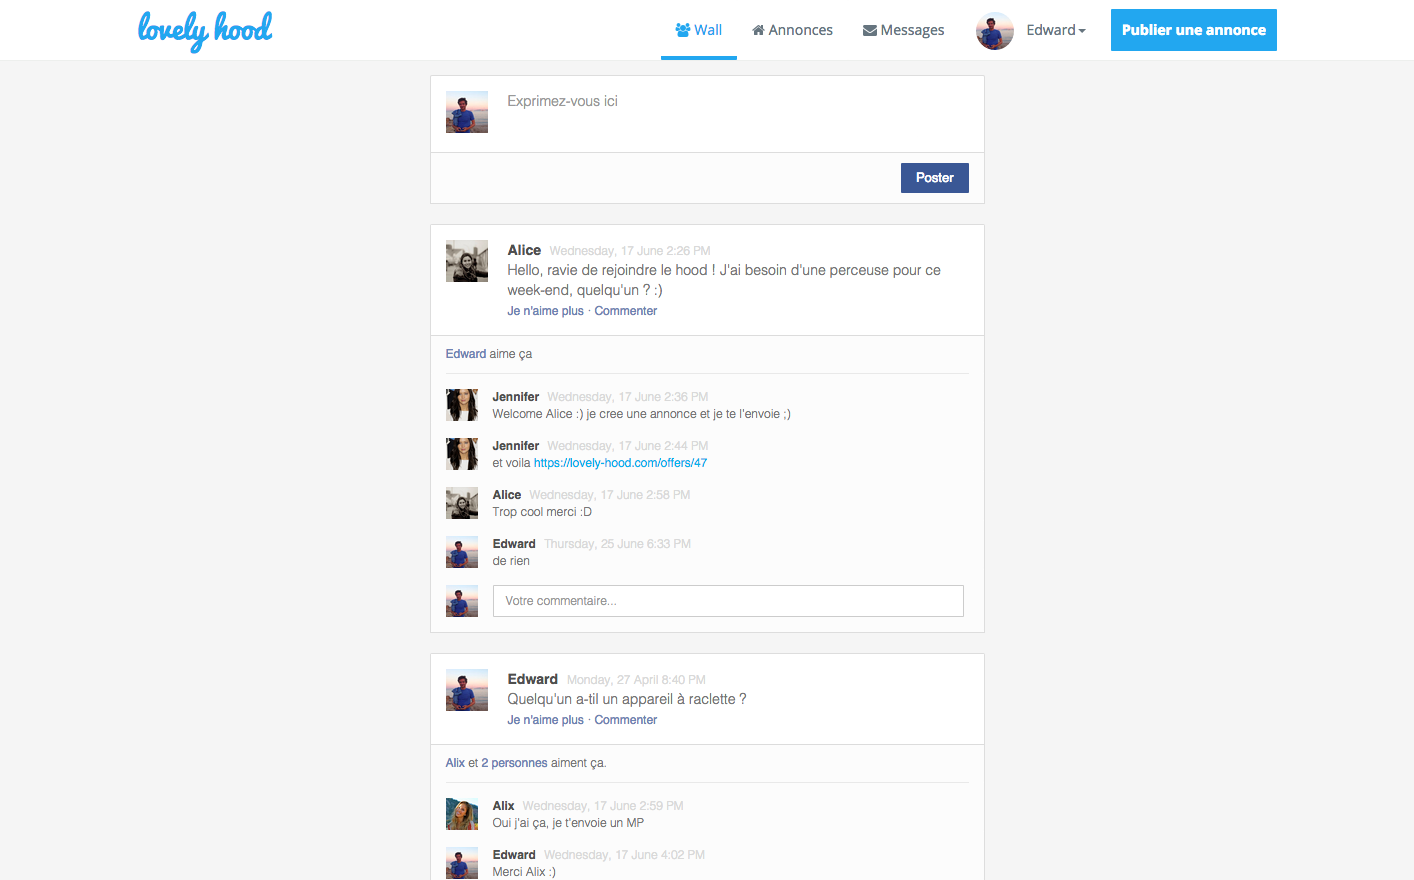 lovely hood
Wall
Annonces
Messages
Edward
Publier une annonce
Exprimez-vous ici
Poster
Alice Wednesday, 17 June 2:26 PM
Hello, ravie de rejoindre le hood ! J'ai besoin d'une perceuse pour ce
week-end, quelqu'un ? :)
Je n'aime plus · Commenter
Edward aime ça
Jennifer Wednesday, 17 June 2:36 PM
Welcome Alice :) je cree une annonce et je te l'envoie ;)
Jennifer Wednesday, 17 June 2:44 PM
et voila https://lovely-hood.com/offers/47
Alice Wednesday, 17 June 2:58 PM
Trop cool merci :D
Edward Thursday, 25 June 6:33 PM
de rien
Votre commentaire...
Edward Monday, 27 April 8:40 PM
Quelqu'un a-til un appareil à raclette ?
Je n'aime plus · Commenter
Alix et 2 personnes aiment ça.
Alix Wednesday, 17 June 2:59 PM
Oui j'ai ça, je t'envoie un MP
Edward Wednesday, 17 June 4:02 PM
Merci Alix :)